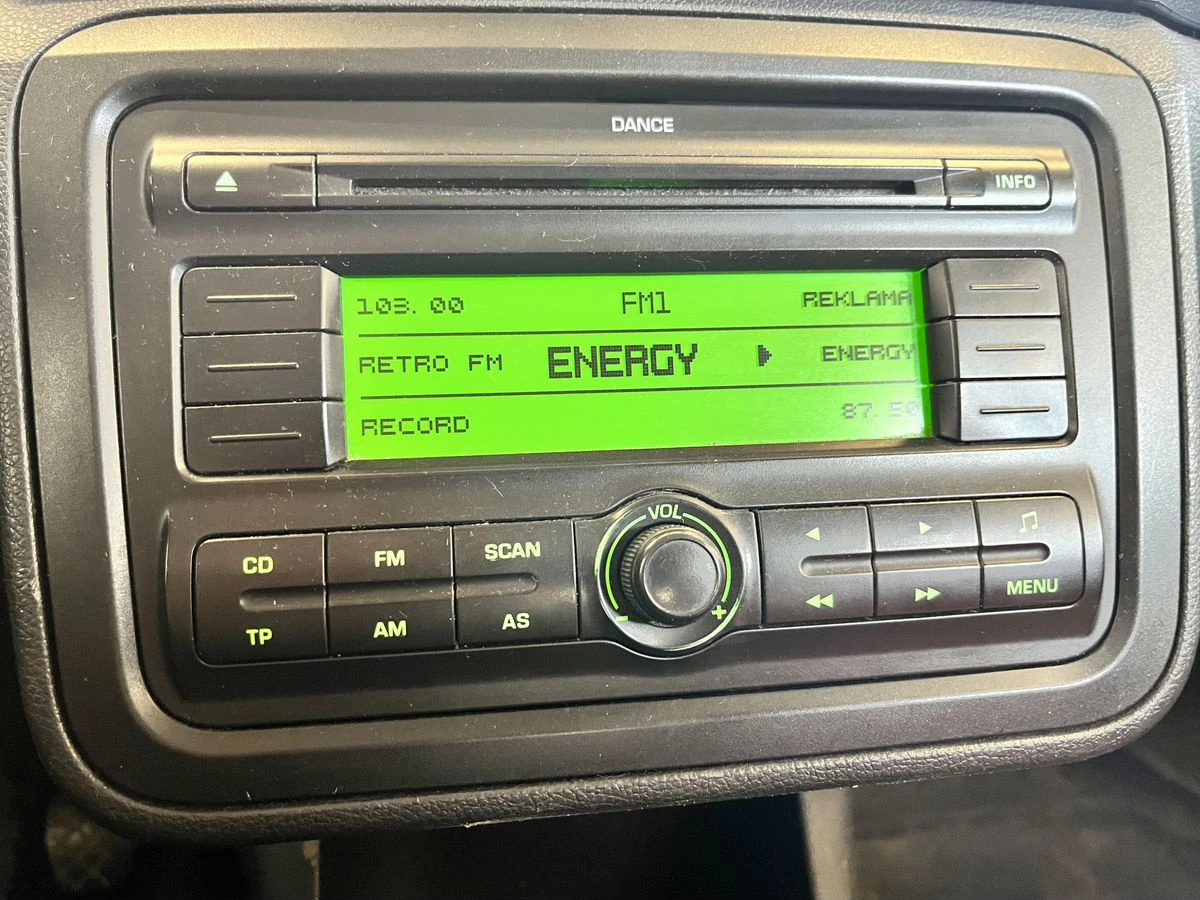 DANCE
INFO
103.00 FM1 REKLAMA
RETRO FM ENERGY ENERGY
RECORD 87.50
VOL
CD FM SCAN
TP AM AS
- +
MENU